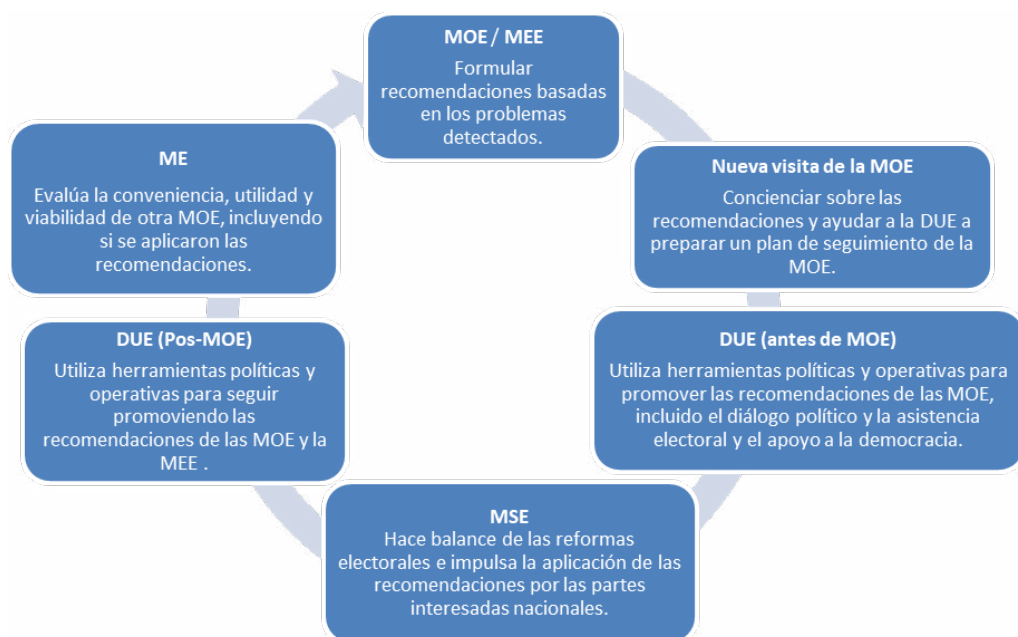 MOE / MEE
Formular
recomendaciones basadas
en los problemas
detectados.
Nueva visita de la MOE
Concienciar sobre las
recomendaciones y ayudar a la DUE a
preparar un plan de seguimiento de la
MOE.
DUE (antes de MOE)
Utiliza herramientas políticas y operativas para
promover las recomendaciones de las MOE,
incluido el diálogo político y la asistencia
electoral y el apoyo a la democracia.
MSE
Hace balance de las reformas
electorales e impulsa la aplicación de las
recomendaciones por las partes
interesadas nacionales.
DUE (Pos-MOE)
Utiliza herramientas políticas y
operativas para seguir
promoviendo las
recomendaciones de las MOE y la
MEE .
ME
Evalúa la conveniencia, utilidad y
viabilidad de otra MOE, incluyendo
si se aplicaron las
recomendaciones.